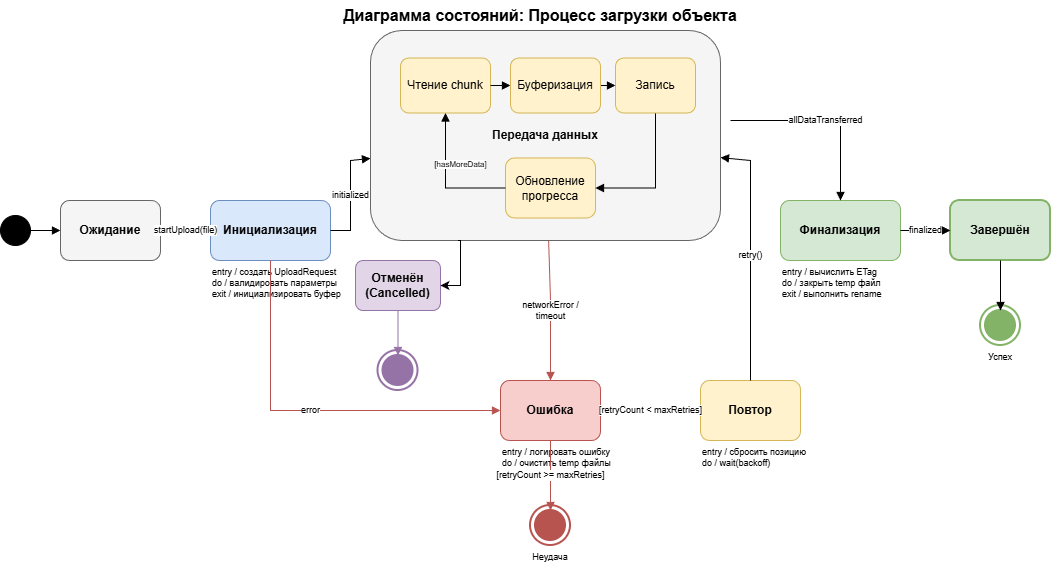 Диаграмма состояний: Процесс загрузки объекта
Чтение chunk
Буферизация
Запись
Передача данных
[hasMoreData]
Обновление
прогресса
allDataTransferred
initialized
Ожидание
startUpload(file)
Инициализация
entry / создать UploadRequest
do / валидировать параметры
exit / инициализировать буфер
Отменён
(Cancelled)
networkError /
timeout
retry()
Финализация
finalized
Завершён
entry / вычислить ETag
do / закрыть temp файл
exit / выполнить rename
Успех
error
Ошибка
[retryCount < maxRetries]
Повтор
entry / логировать ошибку
do / очистить temp файлы
[retryCount >= maxRetries]
entry / сбросить позицию
do / wait(backoff)
Неудача